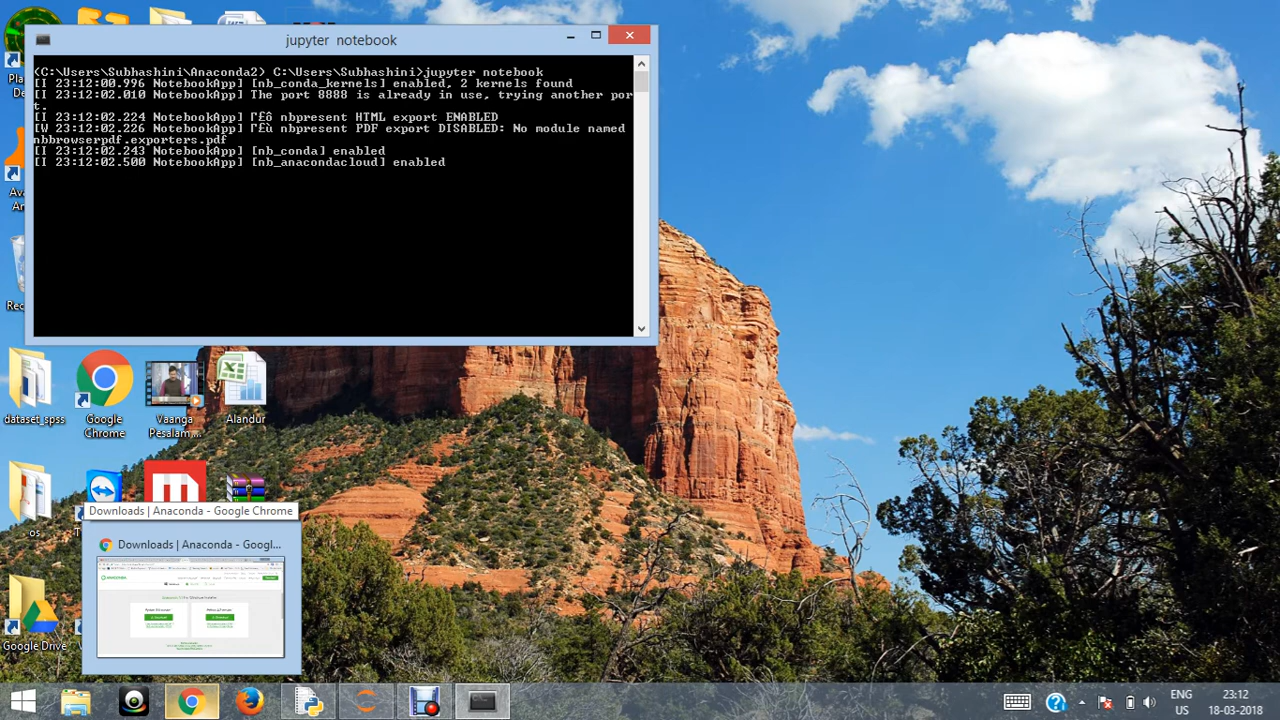 jupyter notebook
(C:\Users\Subhashini\Anaconda2) C:\Users\Subhashini>jupyter notebook
[I 23:12:00.996 NotebookApp] [nb_conda_kernels] enabled, 2 kernels found
[I 23:12:02.010 NotebookApp] The port 8888 is already in use, trying another por
t.
[I 23:12:02.224 NotebookApp] nbpresent HTML export ENABLED
[W 23:12:02.226 NotebookApp] nbpresent PDF export DISABLED: No module named
nbbrowserpdf.exporters.pdf
[I 23:12:02.243 NotebookApp] [nb_conda] enabled
[I 23:12:02.500 NotebookApp] [nb_anacondacloud] enabled
dataset_spss
Google
Chrome
Vaanga
Pesalam,...
Alandur
os
Downloads | Anaconda - Google Chrome
Downloads | Anaconda - Googl...
ANACONDA
Google Drive
ENG
US
23:12
18-03-2018